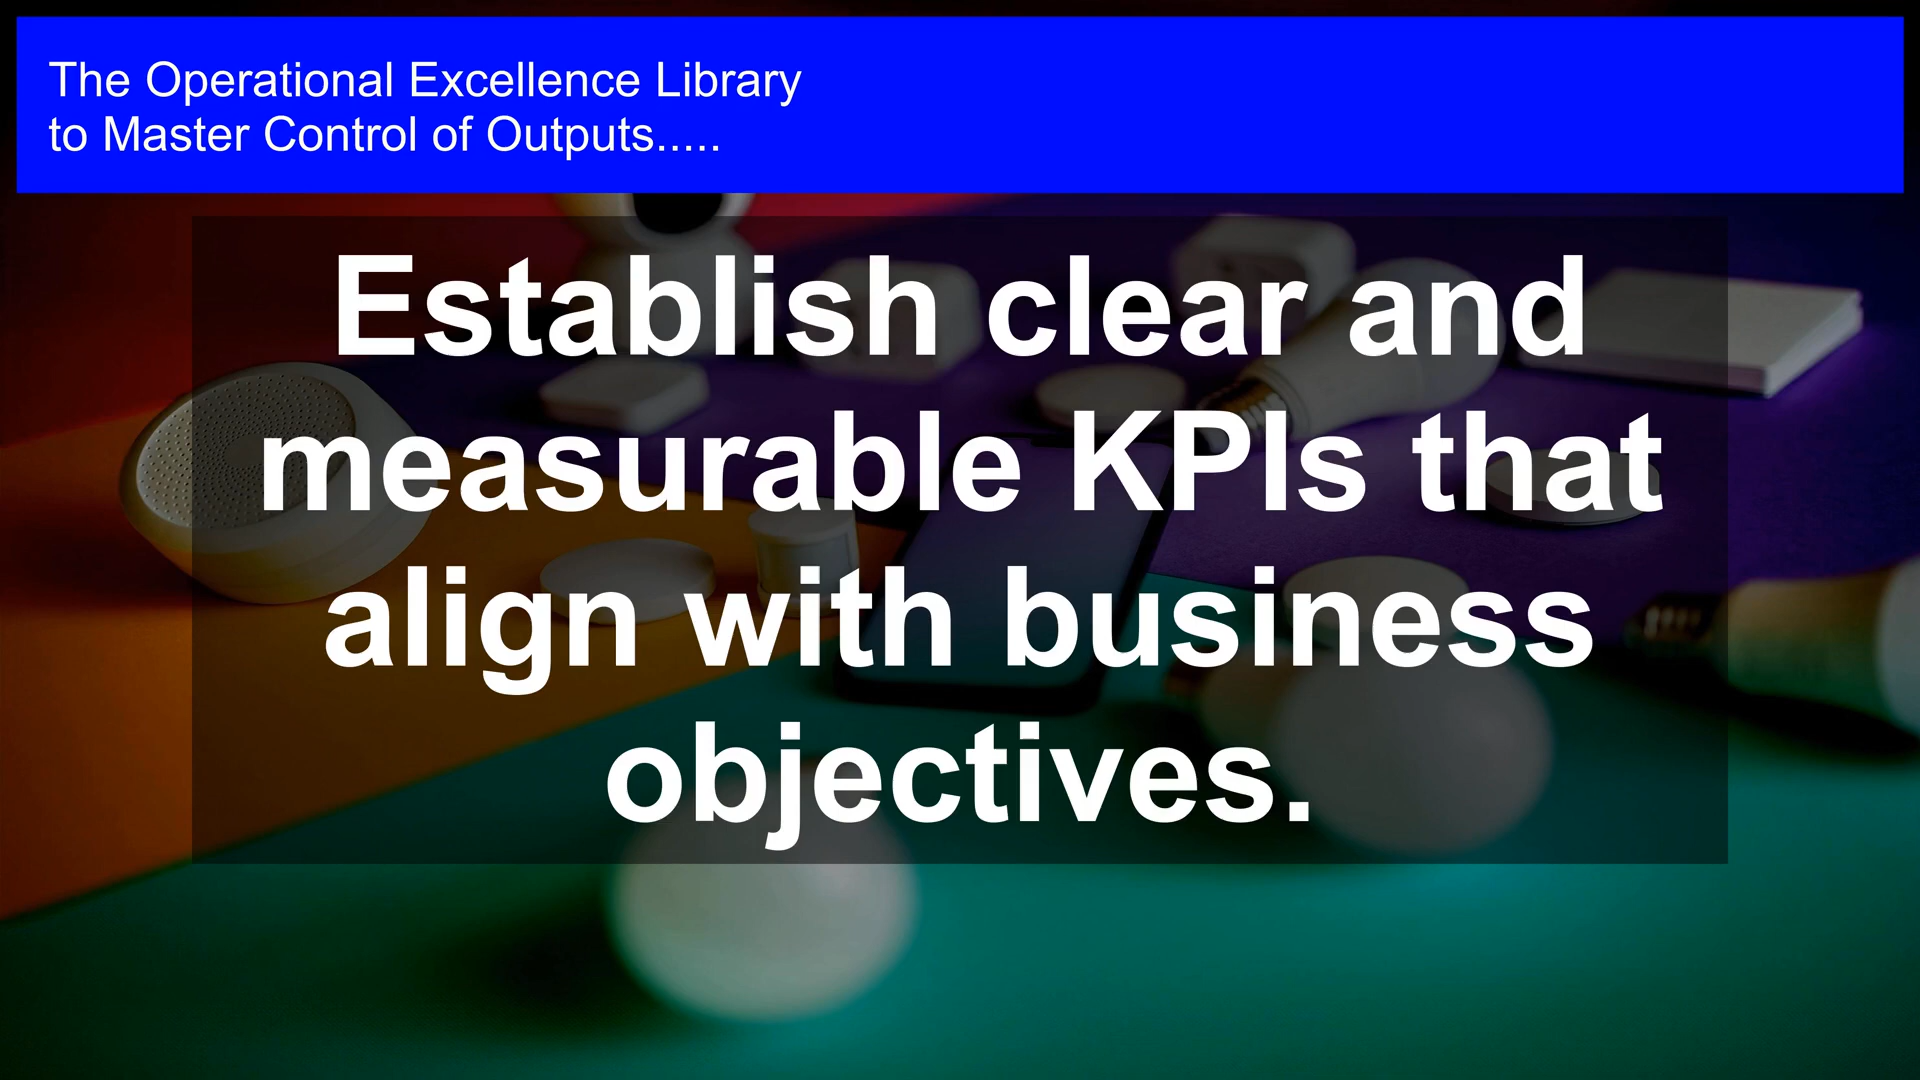 The Operational Excellence Library
to Master Control of Outputs.....
Establish clear and
measurable KPIs that
align with business
objectives.